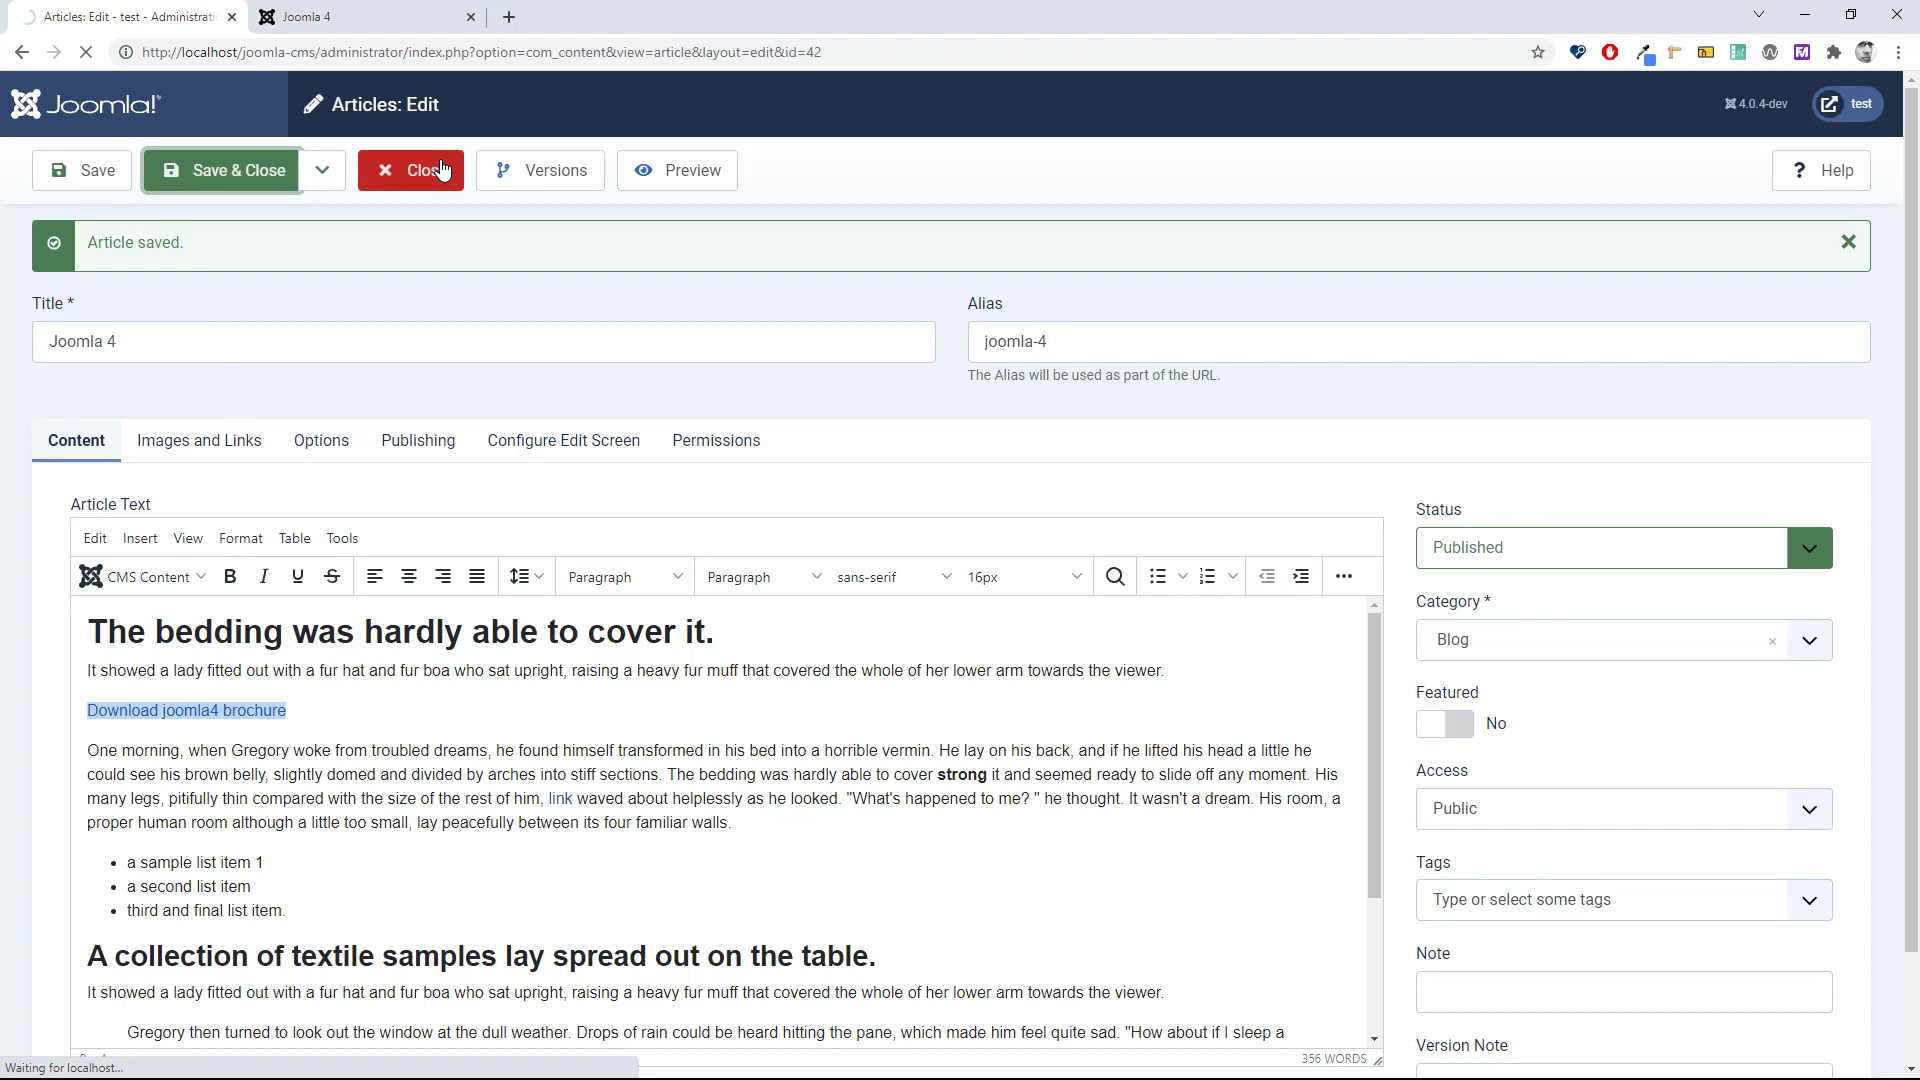 Articles: Edit - test - Administrati
Joomla 4
http://localhost/joomla-cms/administrator/index.php?option=com_content&view=article&layout=edit&id=42
Joomla!
Articles: Edit
4.0.4-dev
test
Save
Save & Close
Versions
Preview
? Help
Article saved.
Title *
Alias
Joomla 4
joomla-4
The Alias will be used as part of the URL.
Content
Images and Links
Options
Publishing
Configure Edit Screen
Permissions
Article Text
Edit Insert View Format Table Tools
CMS Content B I U S Paragraph Paragraph sans-serif 16px
The bedding was hardly able to cover it.
It showed a lady fitted out with a fur hat and fur boa who sat upright, raising a heavy fur muff that covered the whole of her lower arm towards the viewer.
Download joomla4 brochure
One morning, when Gregory woke from troubled dreams, he found himself transformed in his bed into a horrible vermin. He lay on his back, and if he lifted his head a little he
could see his brown belly, slightly domed and divided by arches into stiff sections. The bedding was hardly able to cover strong it and seemed ready to slide off any moment. His
many legs, pitifully thin compared with the size of the rest of him, link waved about helplessly as he looked. "What's happened to me? " he thought. It wasn't a dream. His room, a
proper human room although a little too small, lay peacefully between its four familiar walls.
• a sample list item 1
• a second list item
• third and final list item.
A collection of textile samples lay spread out on the table.
It showed a lady fitted out with a fur hat and fur boa who sat upright, raising a heavy fur muff that covered the whole of her lower arm towards the viewer.
Gregory then turned to look out the window at the dull weather. Drops of rain could be heard hitting the pane, which made him feel quite sad. "How about if I sleep a
356 WORDS
Status
Published
Category *
Blog
Featured
No
Access
Public
Tags
Type or select some tags
Note
Version Note
Waiting for localhost...